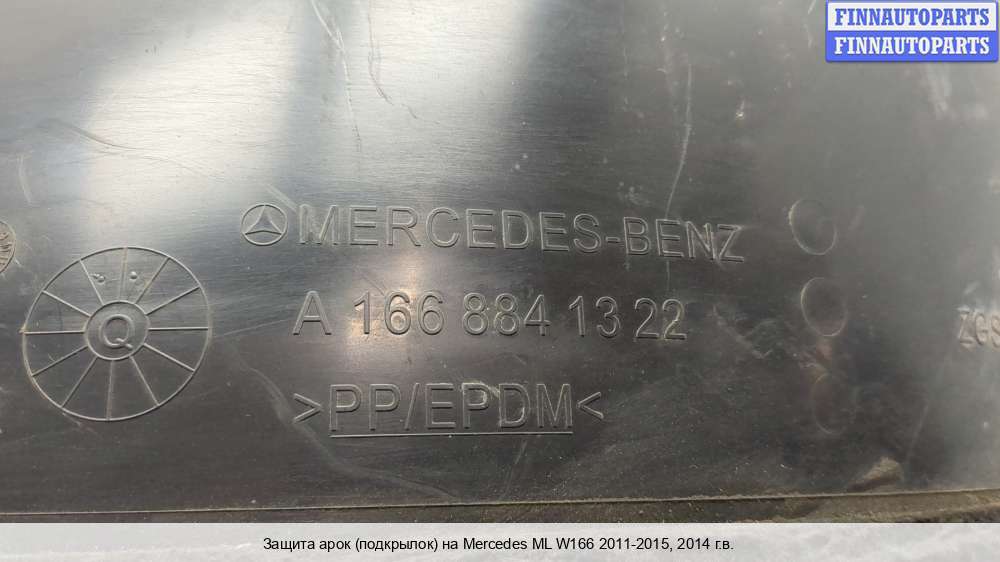 FINNAUTOPARTS
FINNAUTOPARTS
MERCEDES-BENZ
A 166 884 13 22
ZGS
Q
>PP/EPDM<
Защита арок (подкрылок) на Mercedes ML W166 2011-2015, 2014 г.в.